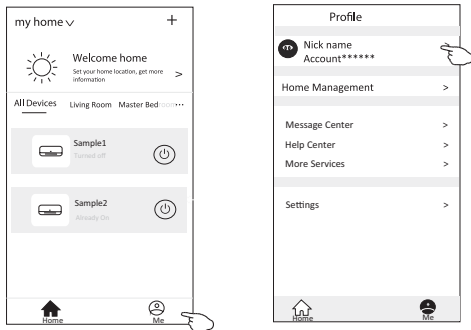 my home
Welcome home
Set your home location, get more
information
All Devices Living Room Master Bedroom...
Sample1
Turned off
Sample2
Already On
Home
Me
Profile
Nick name
Account******
Home Management
Message Center
Help Center
More Services
Settings
Home
Me